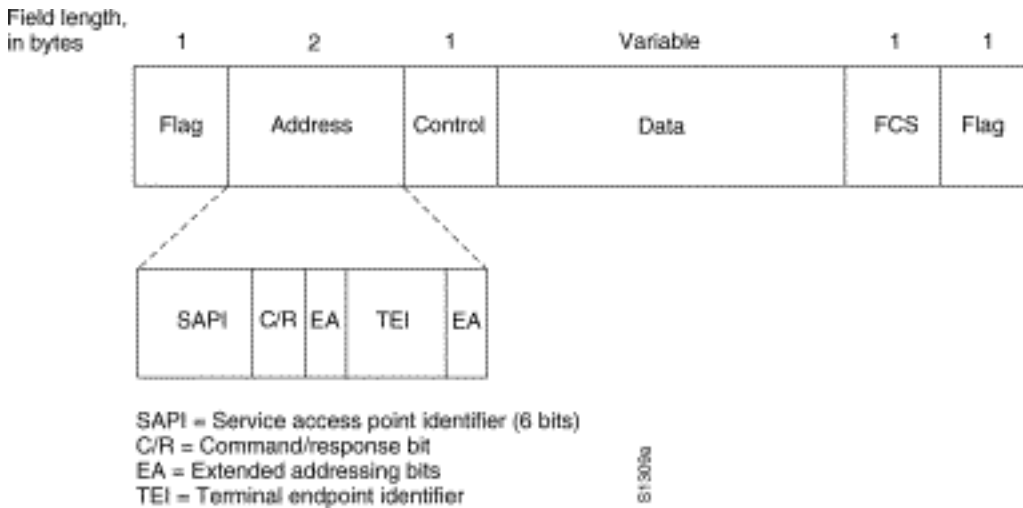 Field length,
in bytes 1 2 1 Variable 1 1
Flag Address Control Data FCS Flag
SAPI C/R EA TEI EA
SAPI = Service access point identifier (6 bits)
C/R = Command/response bit
EA = Extended addressing bits
TEI = Terminal endpoint identifier
S1309a